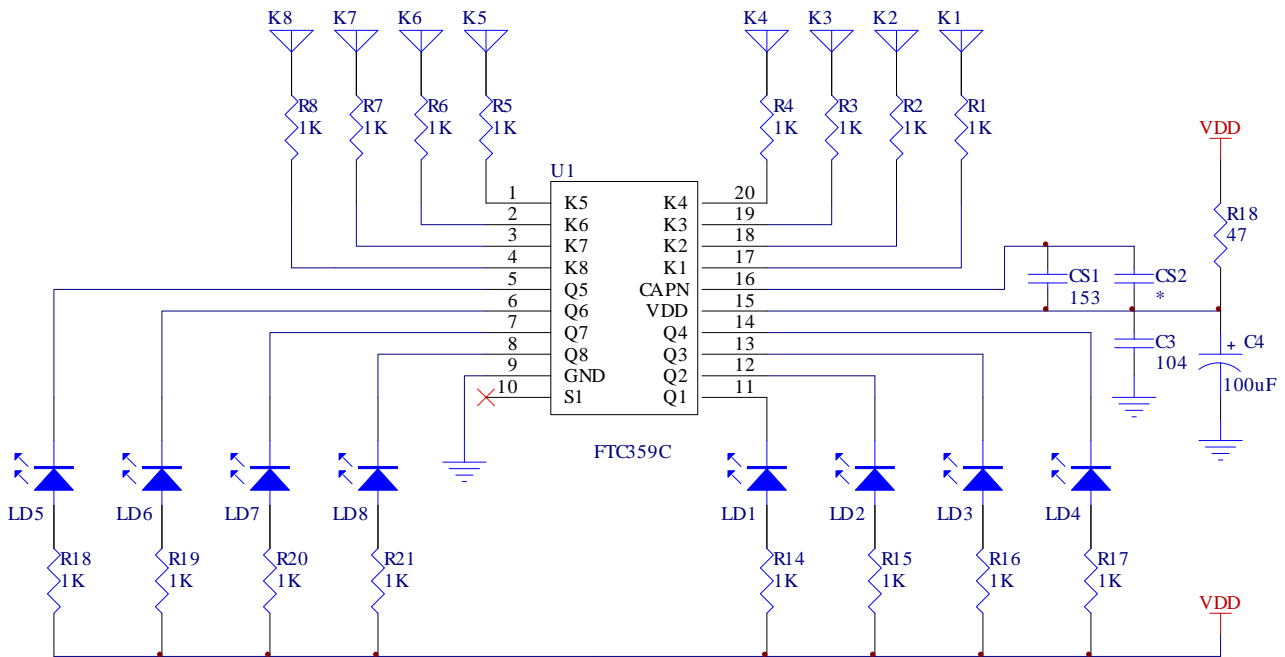 K8 K7 K6 K5 K4 K3 K2 K1
R8 R7 R6 R5 R4 R3 R2 R1
1K 1K 1K 1K 1K 1K 1K 1K
VDD
U1
1 K5 K4 20
2 K6 K3 19
3 K7 K2 18
4 K8 K1 17
5 Q5 CAPN 16
6 Q6 VDD 15
7 Q7 Q4 14
8 Q8 Q3 13
9 GND Q2 12
10 S1 Q1 11
FTC359C
R18
47
CS1
153
CS2
*
C3
104
+ C4
100uF
LD5 LD6 LD7 LD8 LD1 LD2 LD3 LD4
R18 R19 R20 R21 R14 R15 R16 R17
1K 1K 1K 1K 1K 1K 1K 1K
VDD